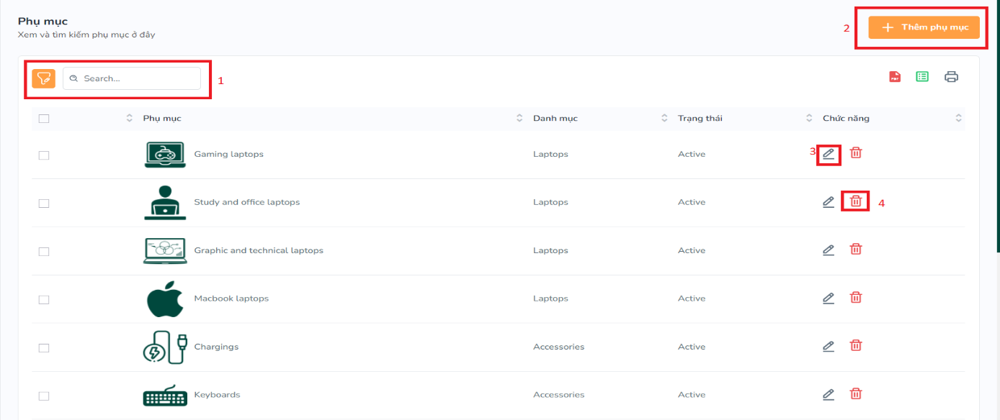 Phụ mục
Xem và tìm kiếm phụ mục ở đây
2
Thêm phụ mục
Search...
1
PDF
Phụ mục Danh mục Trạng thái Chức năng
Gaming laptops Laptops Active 3
Study and office laptops Laptops Active 4
Graphic and technical laptops Laptops Active
Macbook laptops Laptops Active
Chargings Accessories Active
Keyboards Accessories Active